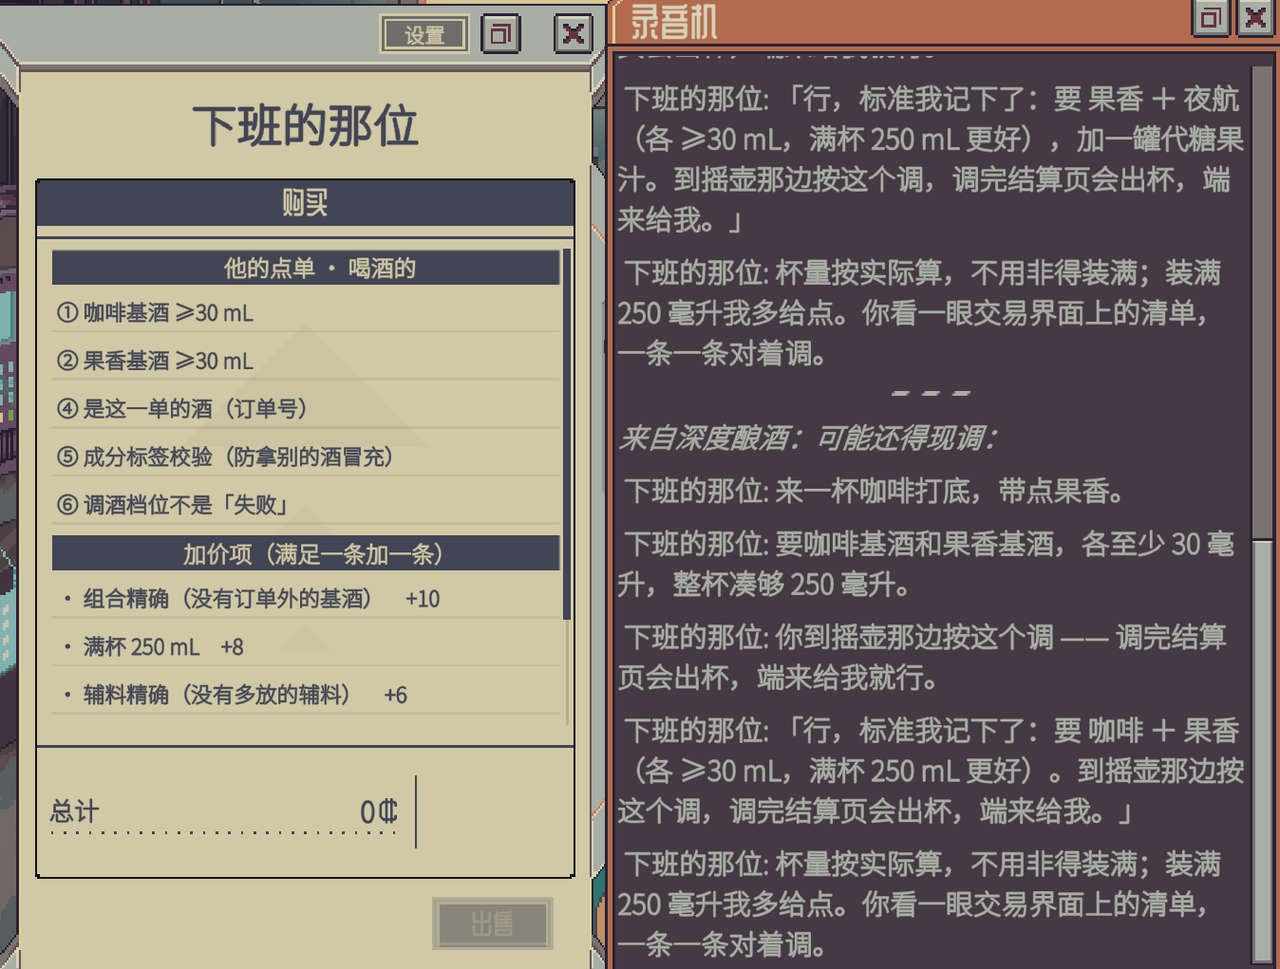 设置
下班的那位
购买
他的点单 · 喝酒的
① 咖啡基酒 ≥30 mL
② 果香基酒 ≥30 mL
④ 是这一单的酒（订单号）
⑤ 成分标签校验（防拿别的酒冒充）
⑥ 调酒档位不是「失败」
加价项（满足一条加一条）
· 组合精确（没有订单外的基酒） +10
· 满杯 250 mL +8
· 辅料精确（没有多放的辅料） +6
总计 0₵
出售
录音机
下班的那位: 「行，标准我记下了：要 果香 ＋ 夜航
（各 ≥30 mL，满杯 250 mL 更好），加一罐代糖果
汁。到摇壶那边按这个调，调完结算页会出杯，端
来给我。」
下班的那位: 杯量按实际算，不用非得装满；装满
250 毫升我多给点。你看一眼交易界面上的清单，
一条一条对着调。
来自深度酿酒：可能还得现调：
下班的那位: 来一杯咖啡打底，带点果香。
下班的那位: 要咖啡基酒和果香基酒，各至少 30 毫
升，整杯凑够 250 毫升。
下班的那位: 你到摇壶那边按这个调 —— 调完结算
页会出杯，端来给我就行。
下班的那位: 「行，标准我记下了：要 咖啡 ＋ 果香
（各 ≥30 mL，满杯 250 mL 更好）。到摇壶那边按
这个调，调完结算页会出杯，端来给我。」
下班的那位: 杯量按实际算，不用非得装满；装满
250 毫升我多给点。你看一眼交易界面上的清单，
一条一条对着调。